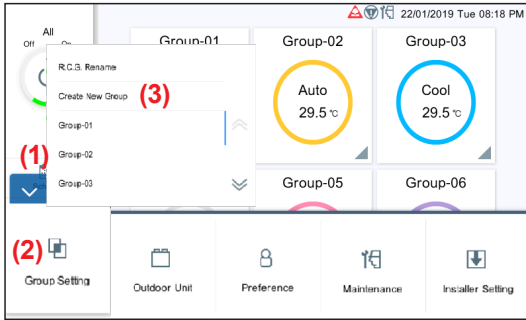 22/01/2019 Tue 08:18 PM
All
Off On
Group-01
Group-02
Group-03
R.C.G. Rename
Create New Group
(3)
Group-01
Group-02
Group-03
Auto
29.5 °C
Cool
29.5 °C
(1)
Group-05
Group-06
(2)
Group Setting
Outdoor Unit
Preference
Maintenance
Installer Setting